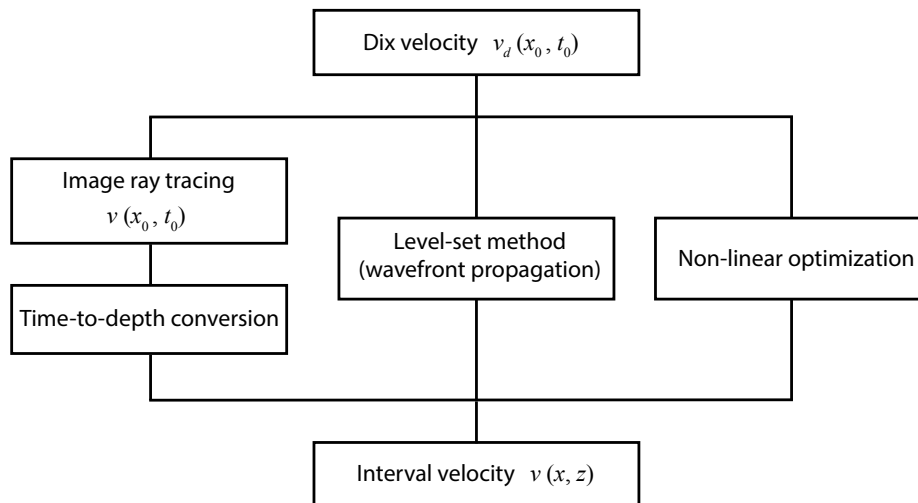 Dix velocity v_d (x_0, t_0)
Image ray tracing
v (x_0, t_0)
Time-to-depth conversion
Level-set method
(wavefront propagation)
Non-linear optimization
Interval velocity v (x, z)